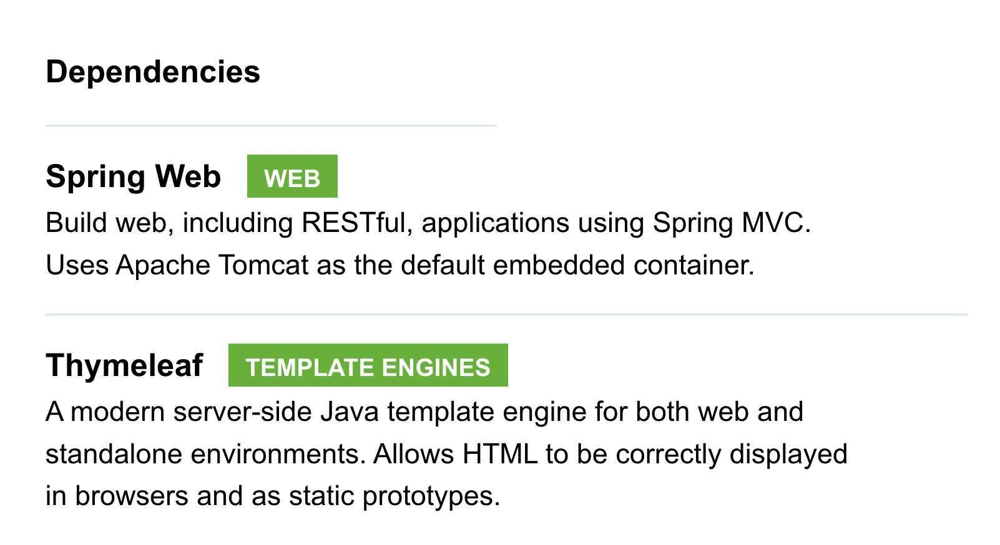 Dependencies
Spring Web WEB
Build web, including RESTful, applications using Spring MVC.
Uses Apache Tomcat as the default embedded container.
Thymeleaf TEMPLATE ENGINES
A modern server-side Java template engine for both web and
standalone environments. Allows HTML to be correctly displayed
in browsers and as static prototypes.